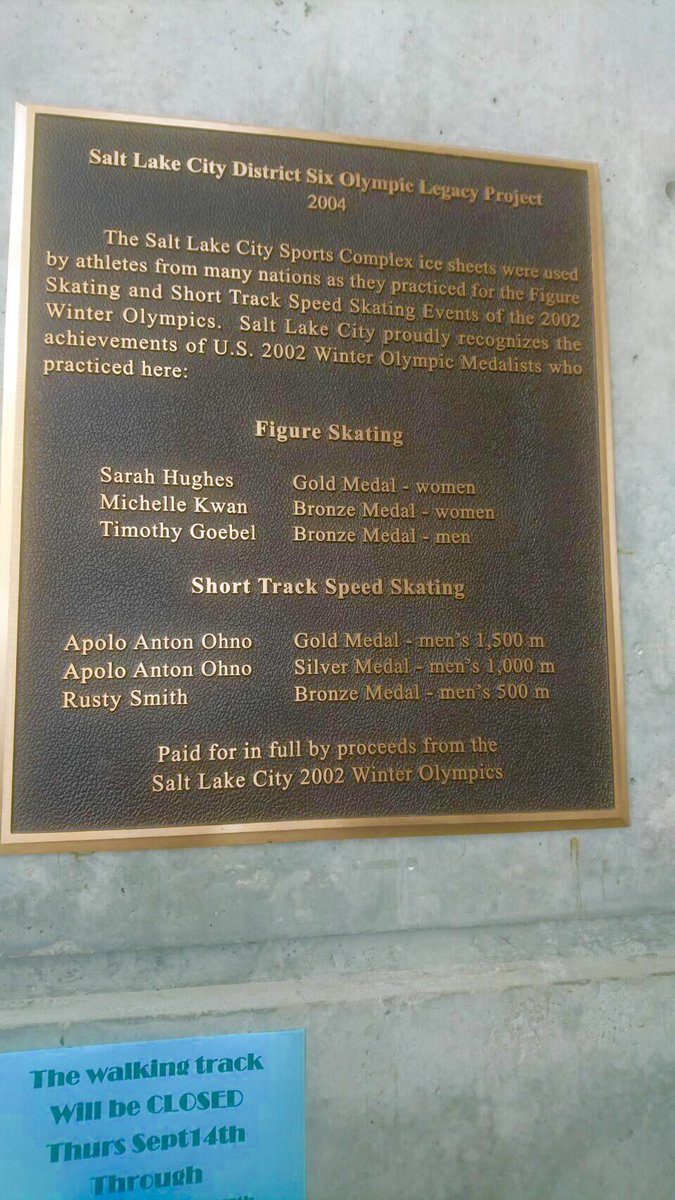 Salt Lake City District Six Olympic Legacy Project
2004
The Salt Lake City Sports Complex ice sheets were used
by athletes from many nations as they practiced for the Figure
Skating and Short Track Speed Skating Events of the 2002
Winter Olympics. Salt Lake City proudly recognizes the
achievements of U.S. 2002 Winter Olympic Medalists who
practiced here:
Figure Skating
Sarah Hughes Gold Medal - women
Michelle Kwan Bronze Medal - women
Timothy Goebel Bronze Medal - men
Short Track Speed Skating
Apolo Anton Ohno Gold Medal - men's 1,500 m
Apolo Anton Ohno Silver Medal - men's 1,000 m
Rusty Smith Bronze Medal - men's 500 m
Paid for in full by proceeds from the
Salt Lake City 2002 Winter Olympics
The walking track
Will be CLOSED
Thurs Sept14th
Through